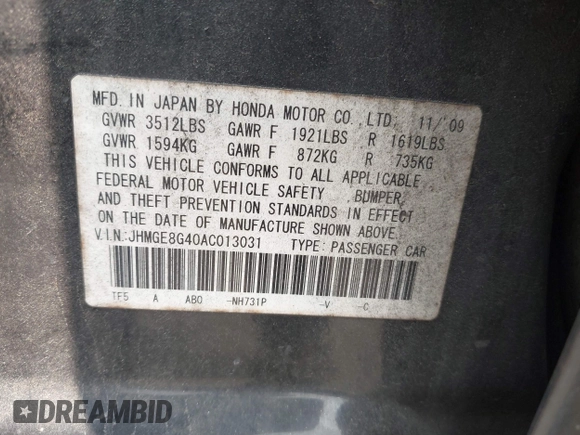 MFD. IN JAPAN BY HONDA MOTOR CO.,LTD. 11/'09
GVWR 3512LBS GAWR F 1921LBS R 1619LBS
GVWR 1594KG GAWR F 872KG R 735KG
THIS VEHICLE CONFORMS TO ALL APPLICABLE
FEDERAL MOTOR VEHICLE SAFETY ,BUMPER,
AND THEFT PREVENTION STANDARDS IN EFFECT
ON THE DATE OF MANUFACTURE SHOWN ABOVE.
V.I.N.:JHMGE8G40AC013031 TYPE: PASSENGER CAR
TF5 A AB0 -NH731P -V -C
DREAMBID